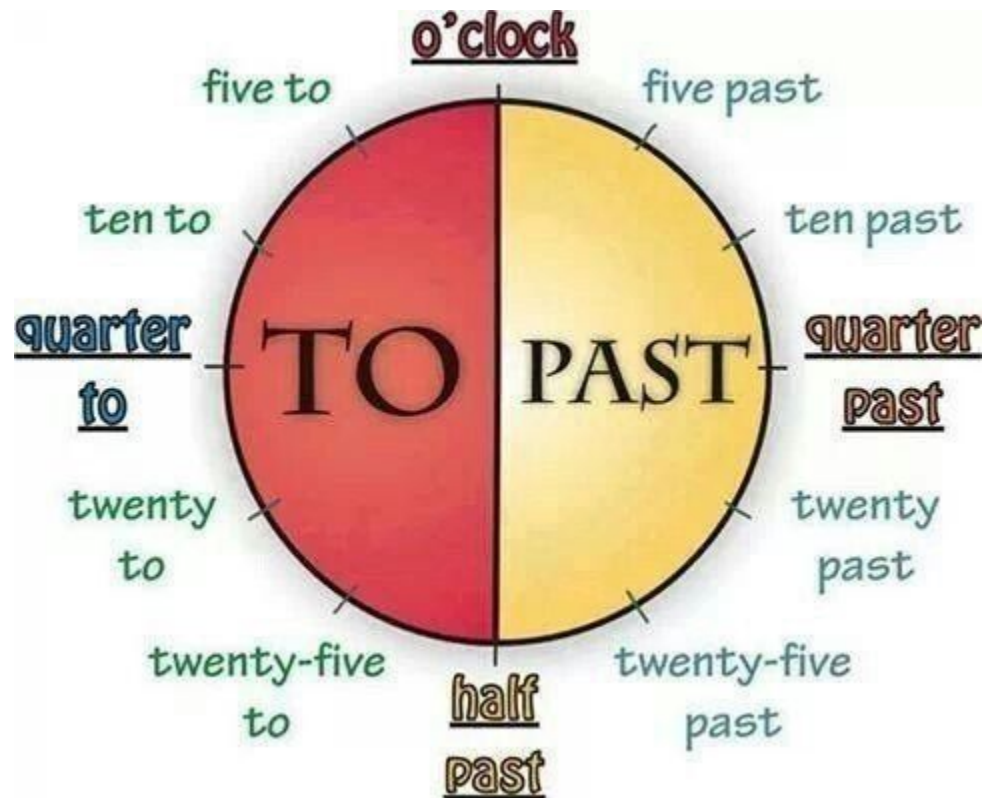 o'clock
five to
five past
ten to
ten past
quarter
to
TO
PAST
quarter
past
twenty
to
twenty
past
twenty-five
to
half
past
twenty-five
past